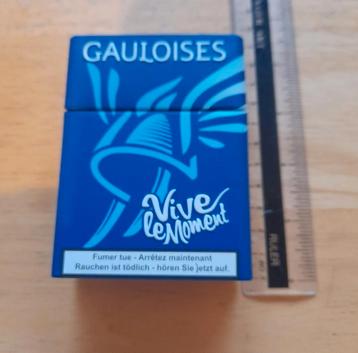 GAULOISES
Vive
le Moment
Fumer tue - Arrêtez maintenant
Rauchen ist tödlich - hören Sie jetzt auf.
RULER